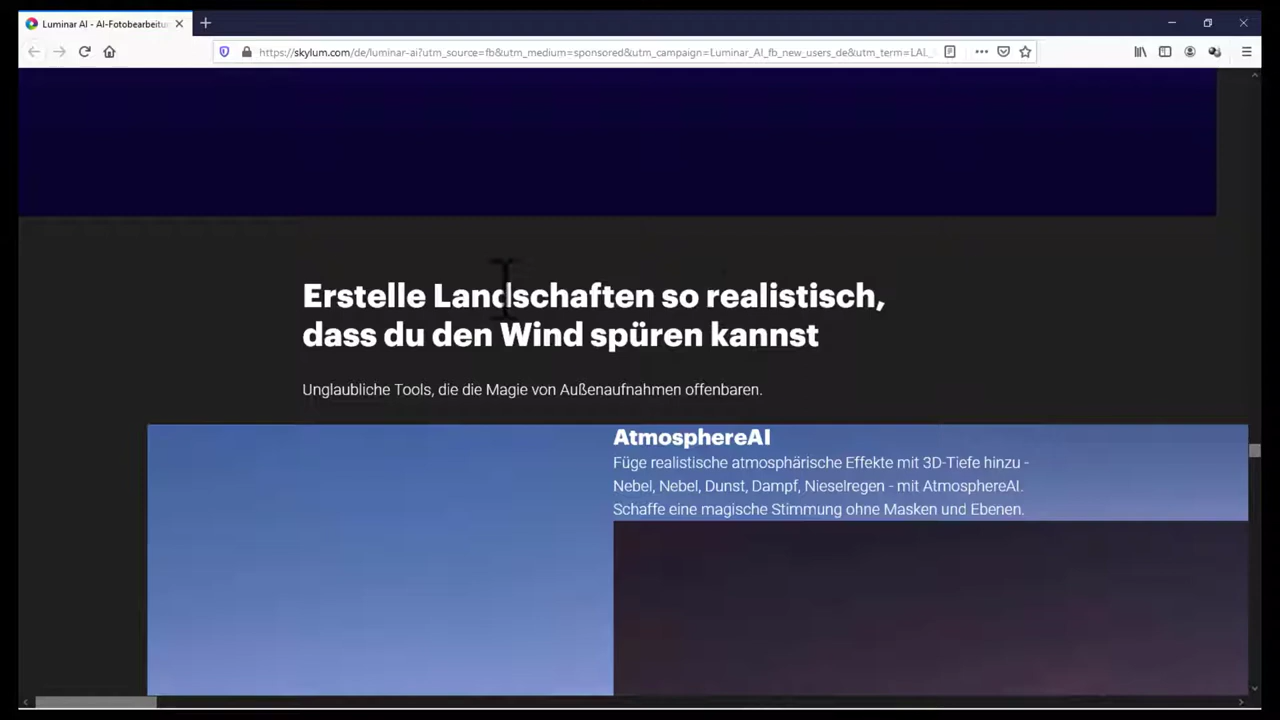 Luminar AI - AI-Fotobearbeitun
https://skylum.com/de/luminar-ai?utm_source=fb&utm_medium=sponsored&utm_campaign=Luminar_AI_fb_new_users_de&utm_term=LAL_
Erstelle Landschaften so realistisch,
dass du den Wind spüren kannst
Unglaubliche Tools, die die Magie von Außenaufnahmen offenbaren.
AtmosphereAI
Füge realistische atmosphärische Effekte mit 3D-Tiefe hinzu -
Nebel, Nebel, Dunst, Dampf, Nieselregen - mit AtmosphereAI.
Schaffe eine magische Stimmung ohne Masken und Ebenen.